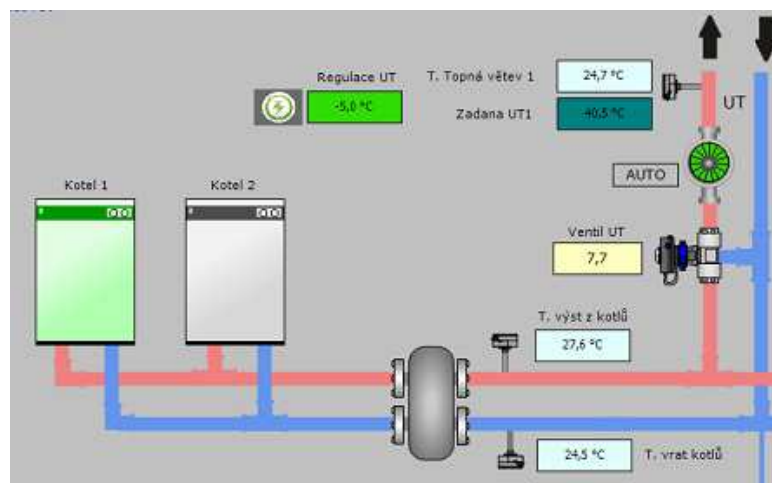 Regulace UT
T. Topná větev 1
24,7 °C
-5,0 °C
Zadana UT1
-40,5 °C
UT
AUTO
Kotel 1
Kotel 2
Ventil UT
7,7
T. výst z kotlů
27,6 °C
24,5 °C
T. vrat kotlů